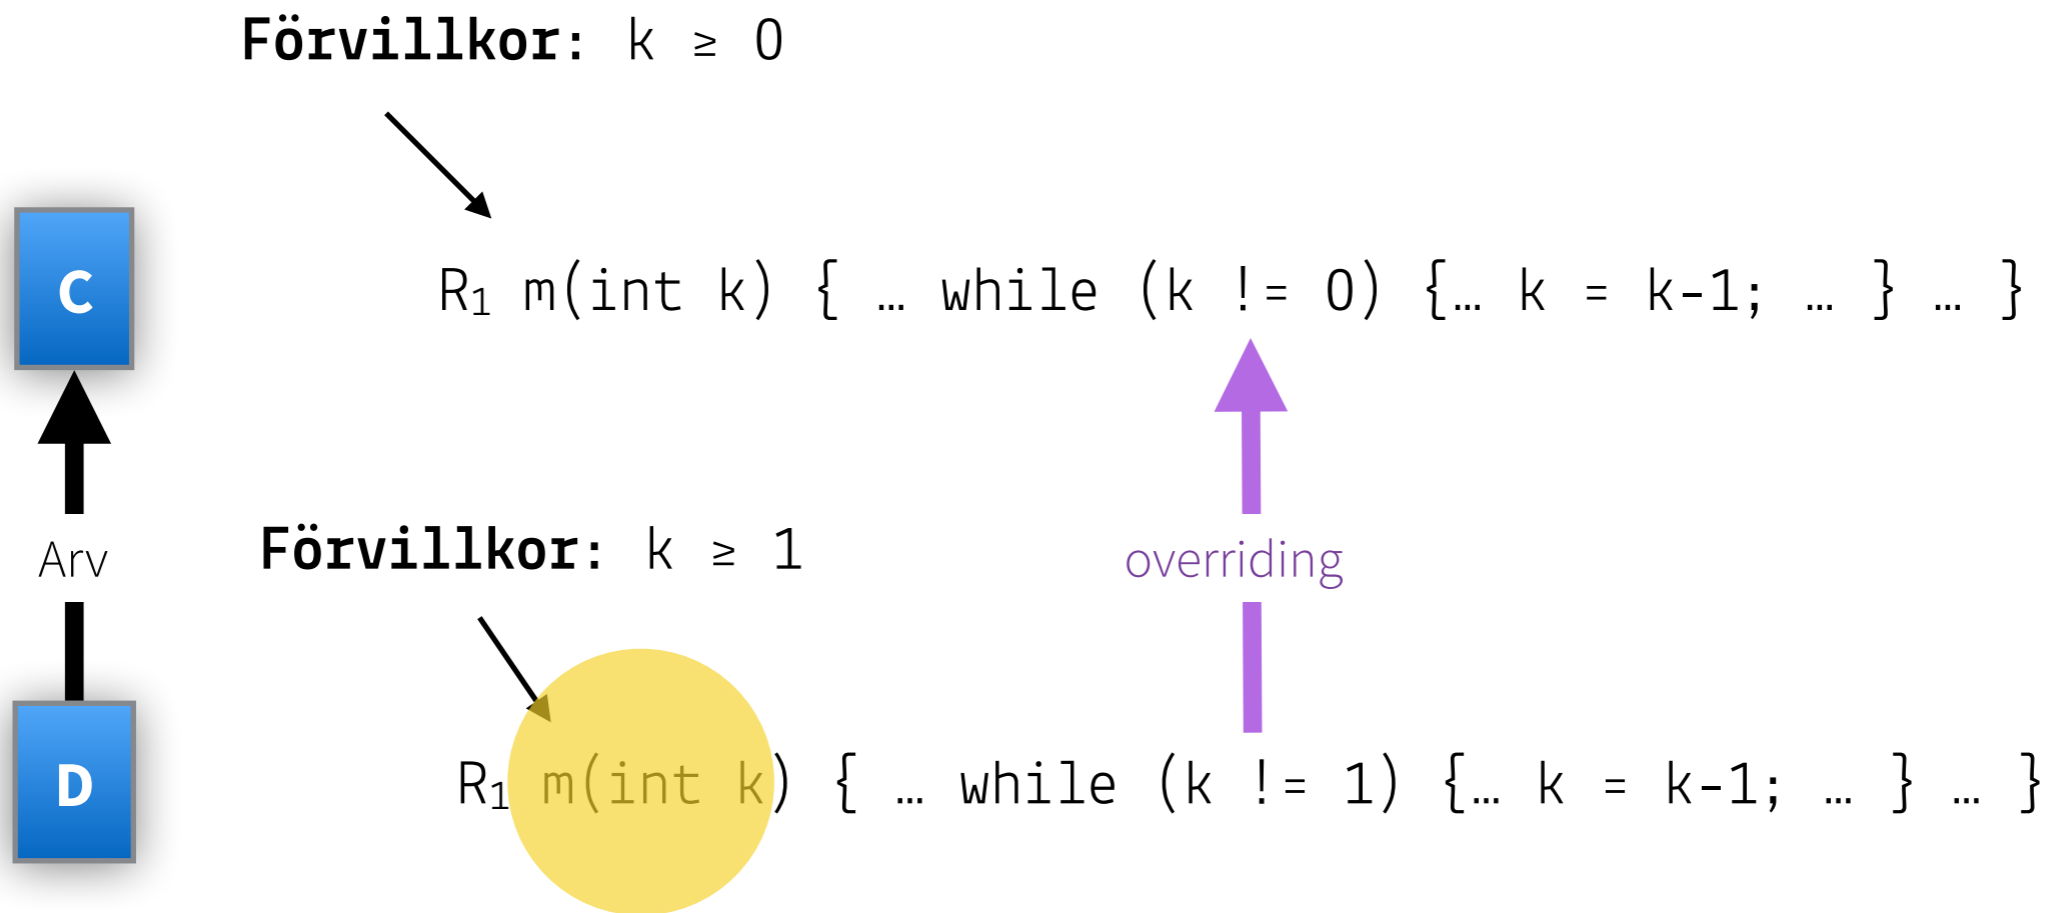 Förvillkor: k ≥ 0
C
R₁ m(int k) { … while (k != 0) {… k = k-1; … } … }
Arv
Förvillkor: k ≥ 1
overriding
D
R₁ m(int k) { … while (k != 1) {… k = k-1; … } … }